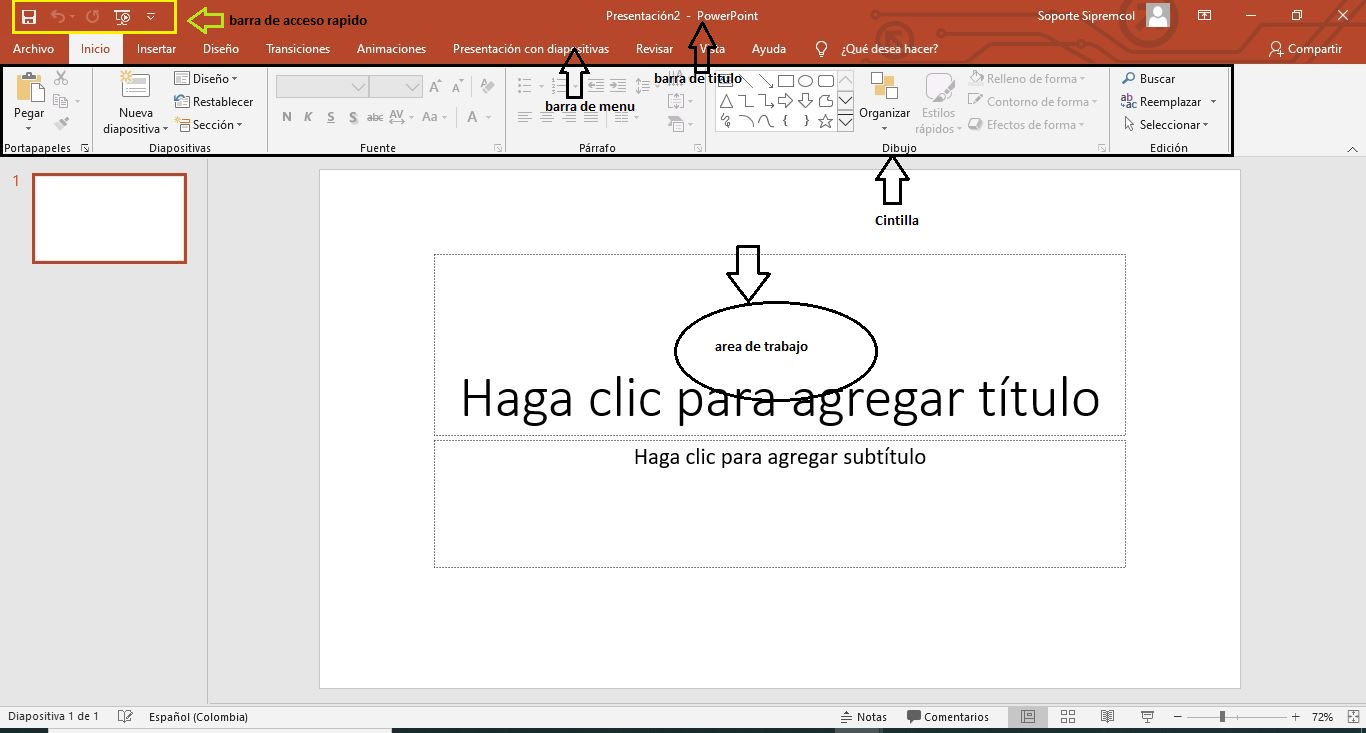 barra de acceso rapido
Presentación2 - PowerPoint
Soporte Sipremcol
Archivo Inicio Insertar Diseño Transiciones Animaciones Presentación con diapositivas Revisar Vista Ayuda ¿Qué desea hacer? Compartir
barra de titulo
barra de menu
Pegar
Nueva diapositiva
Diseño
Restablecer
Sección
N K S S abc AV Aa A
A A
Organizar
Estilos rápidos
Relleno de forma
Contorno de forma
Efectos de forma
Buscar
Reemplazar
Seleccionar
Portapapeles Diapositivas Fuente Párrafo Dibujo Edición
1
Cintilla
area de trabajo
Haga clic para agregar título
Haga clic para agregar subtítulo
Diapositiva 1 de 1 Español (Colombia) Notas Comentarios 72%